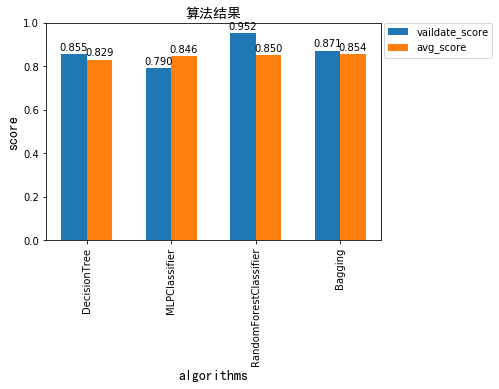 算法结果
vaildate_score
avg_score
score
1.0
0.8
0.6
0.4
0.2
0.0
0.855
0.829
0.790
0.846
0.952
0.850
0.871
0.854
DecisionTree
MLPClassifier
RandomForestClassifier
Bagging
algorithms